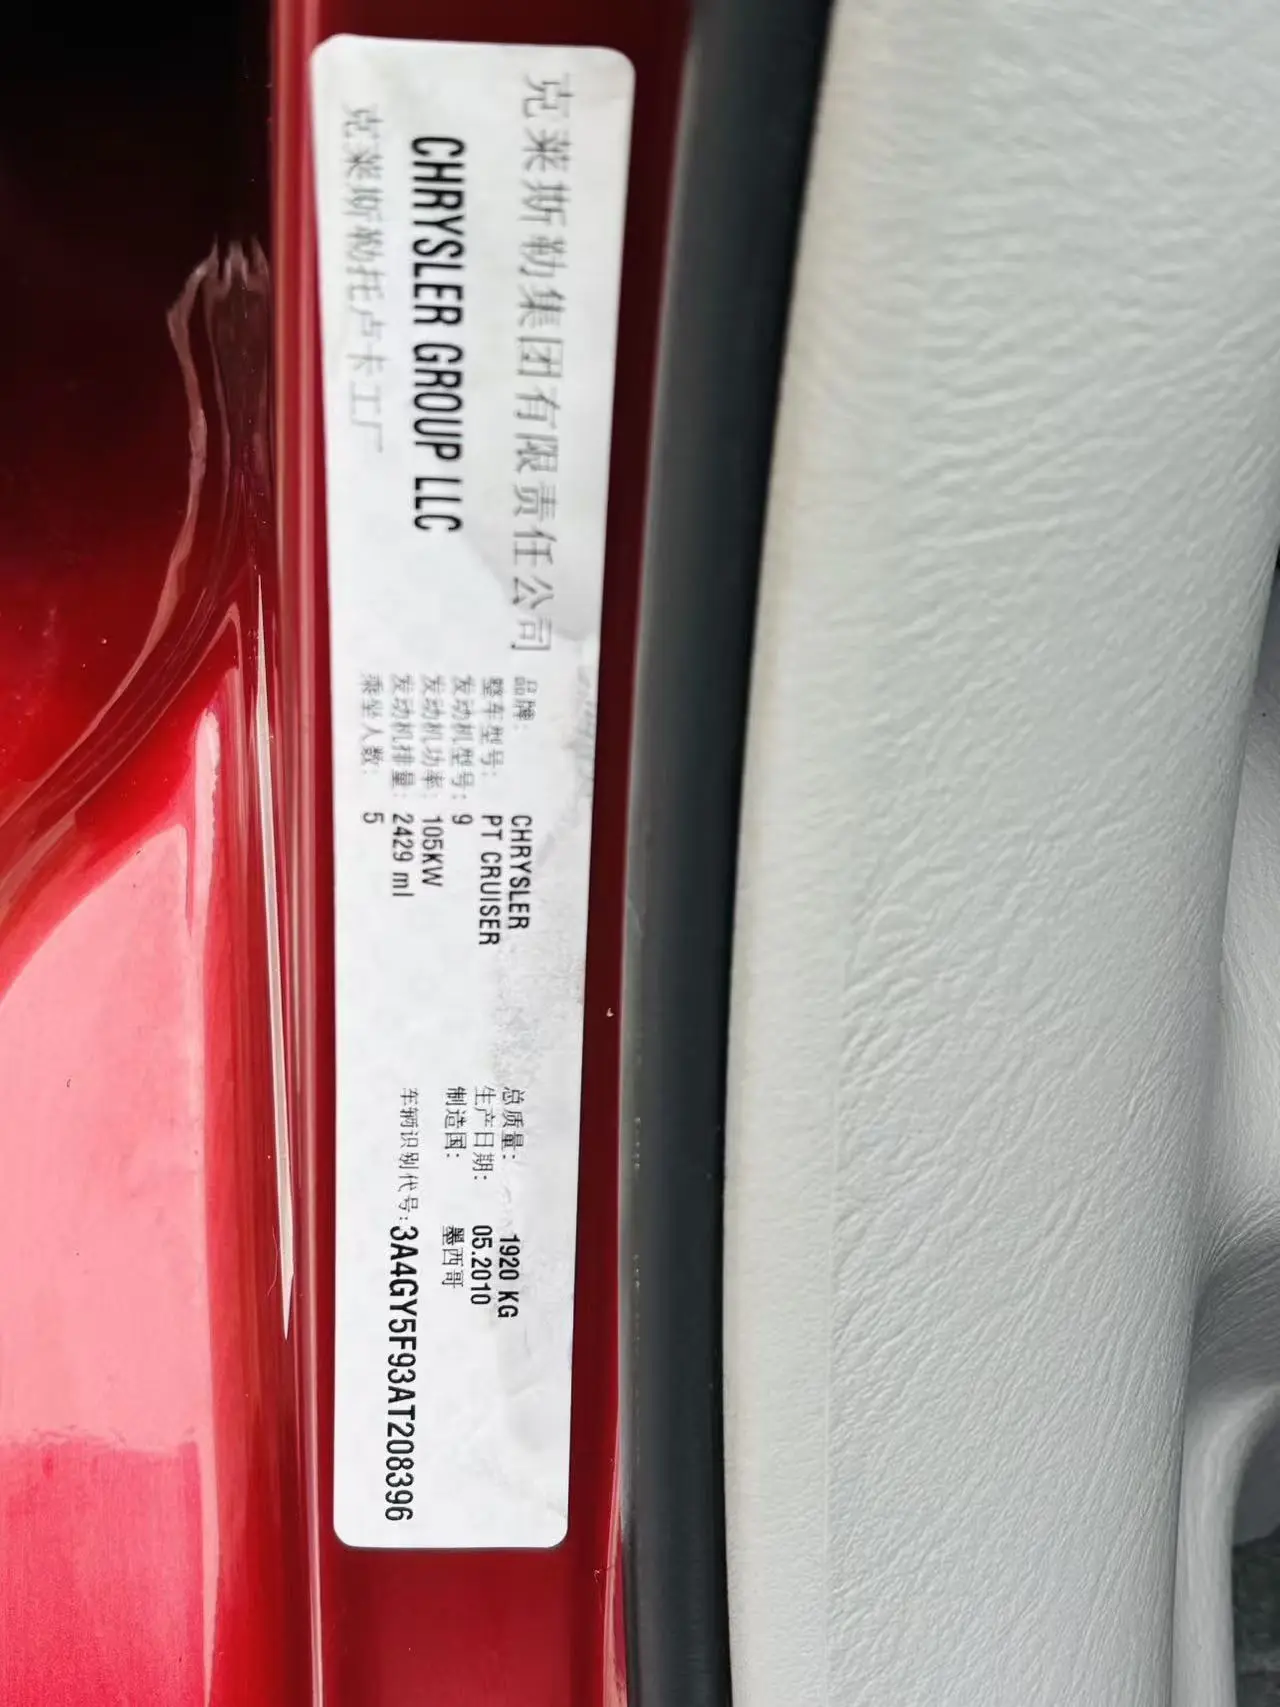 克莱斯勒集团有限责任公司
CHRYSLER GROUP LLC
克莱斯勒托卢卡工厂
品牌: CHRYSLER
整车型号: PT CRUISER
发动机型号: 9
发动机功率: 105KW
发动机排量: 2429 ml
乘坐人数: 5
总质量: 1920 KG
生产日期: 05.2010
制造国: 墨西哥
车辆识别代号: 3A4GY5F93AT208396